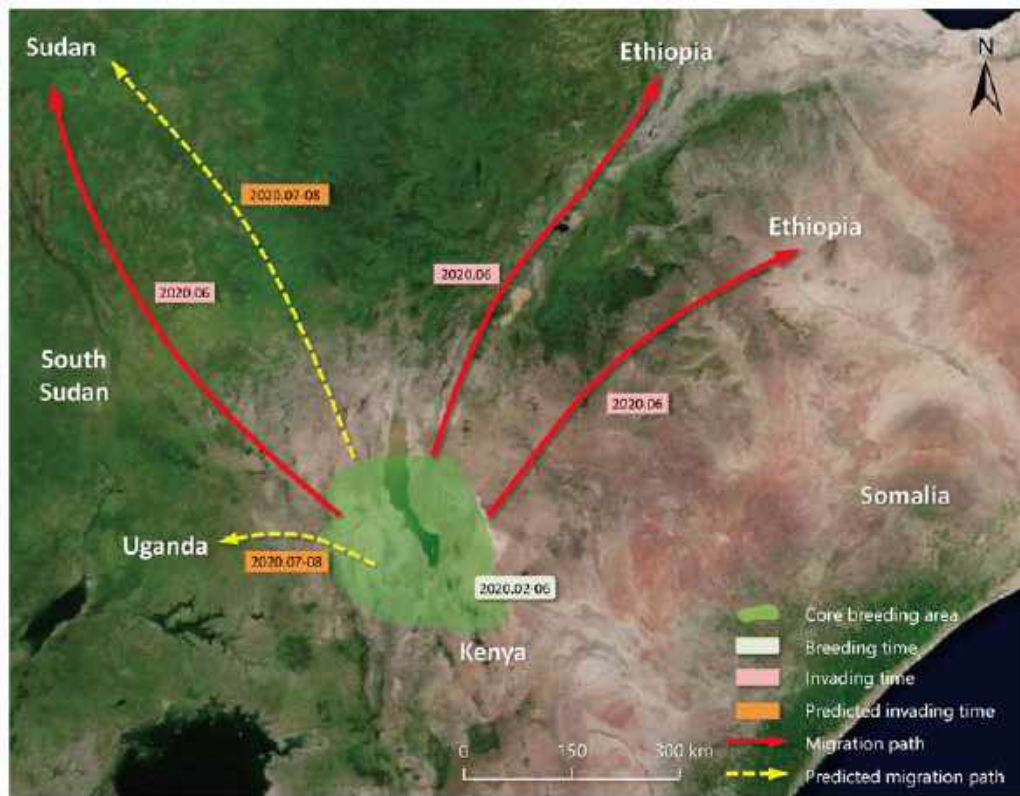 Sudan
Ethiopia
N
2020.07-08
Ethiopia
2020.06
2020.06
South
Sudan
2020.06
Somalia
Uganda
2020.07-08
2020.02-06
Kenya
Core breeding area
Breeding time
Invading time
Predicted invading time
Migration path
Predicted migration path
0 150 300 km